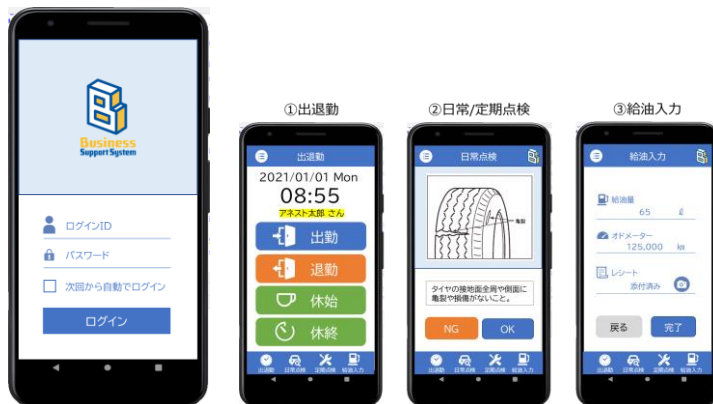 Business
Support System
ログインID
パスワード
次回から自動でログイン
ログイン
①出退勤
出退勤
2021/01/01 Mon
08:55
アネスト太郎 さん
出勤
退勤
休始
休終
出退勤 日常点検 定期点検 給油入力
②日常/定期点検
日常点検
亀裂
タイヤの接地面全周や側面に
亀裂や損傷がないこと。
NG OK
出退勤 日常点検 定期点検 給油入力
③給油入力
給油入力
給油量
65 ℓ
オドメーター
125,000 km
レシート
添付済み
戻る 完了
出退勤 日常点検 定期点検 給油入力